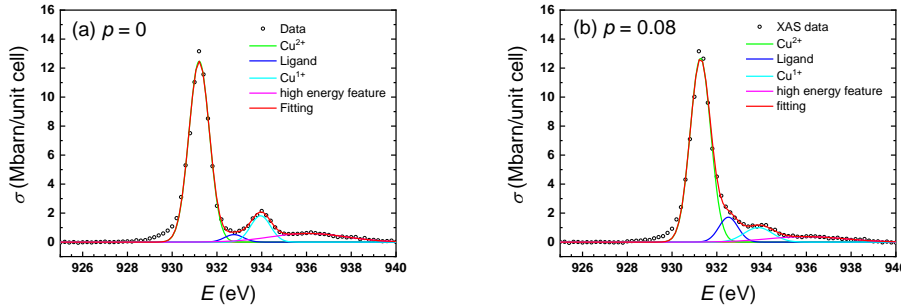 (a) p = 0
Data
Cu²⁺
Ligand
Cu¹⁺
high energy feature
Fitting
σ (Mbarn/unit cell)
16
14
12
10
8
6
4
2
0
926 928 930 932 934 936 938 940
E (eV)
(b) p = 0.08
XAS data
Cu²⁺
Ligand
Cu¹⁺
high energy feature
fitting
σ (Mbarn/unit cell)
16
14
12
10
8
6
4
2
0
926 928 930 932 934 936 938 940
E (eV)